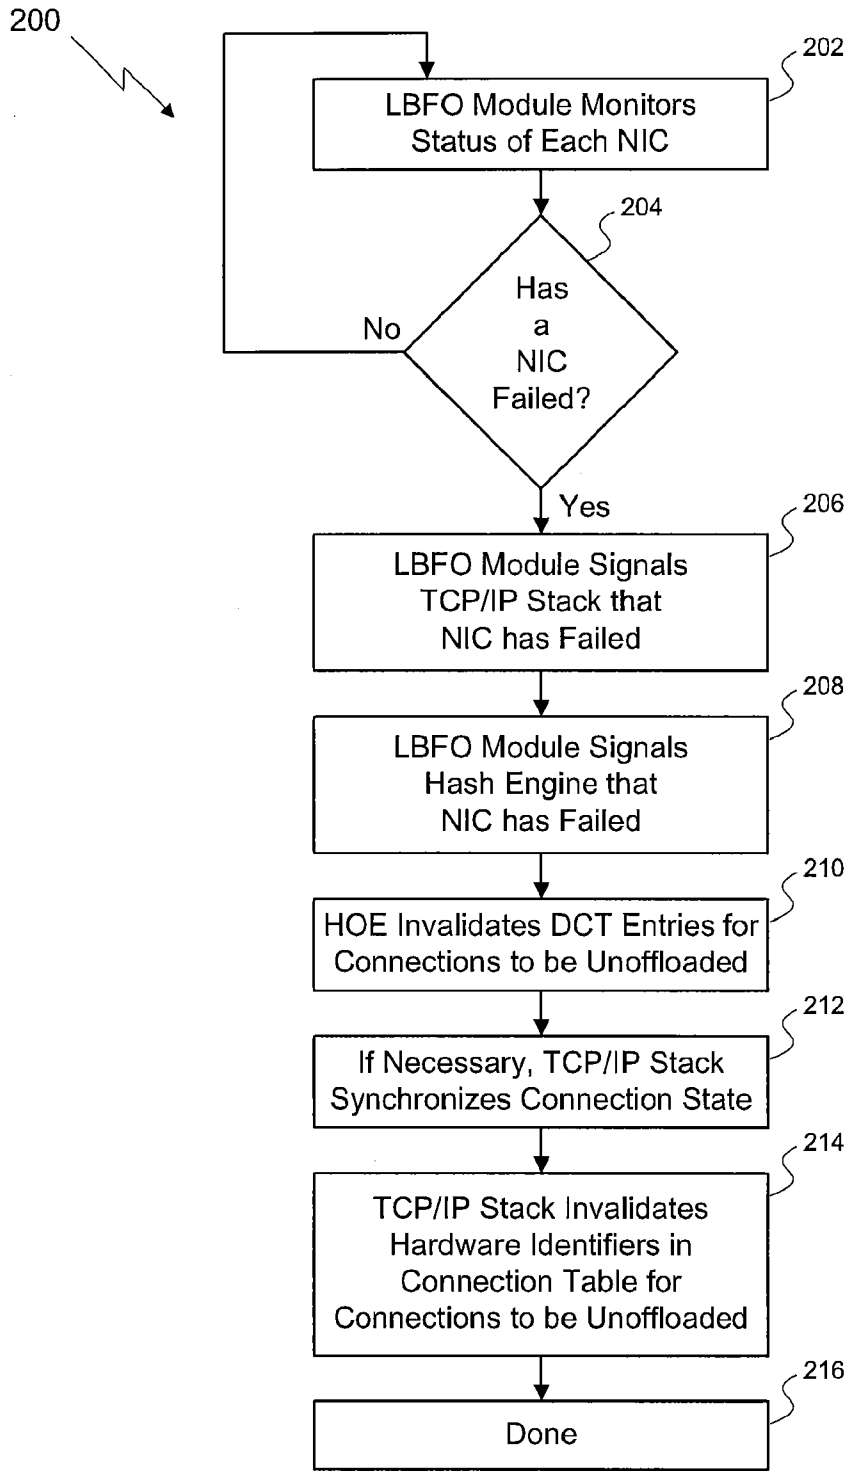 200
202
LBFO Module Monitors
Status of Each NIC
204
Has
a
NIC
Failed?
No
Yes
206
LBFO Module Signals
TCP/IP Stack that
NIC has Failed
208
LBFO Module Signals
Hash Engine that
NIC has Failed
210
HOE Invalidates DCT Entries for
Connections to be Unoffloaded
212
If Necessary, TCP/IP Stack
Synchronizes Connection State
214
TCP/IP Stack Invalidates
Hardware Identifiers in
Connection Table for
Connections to be Unoffloaded
216
Done